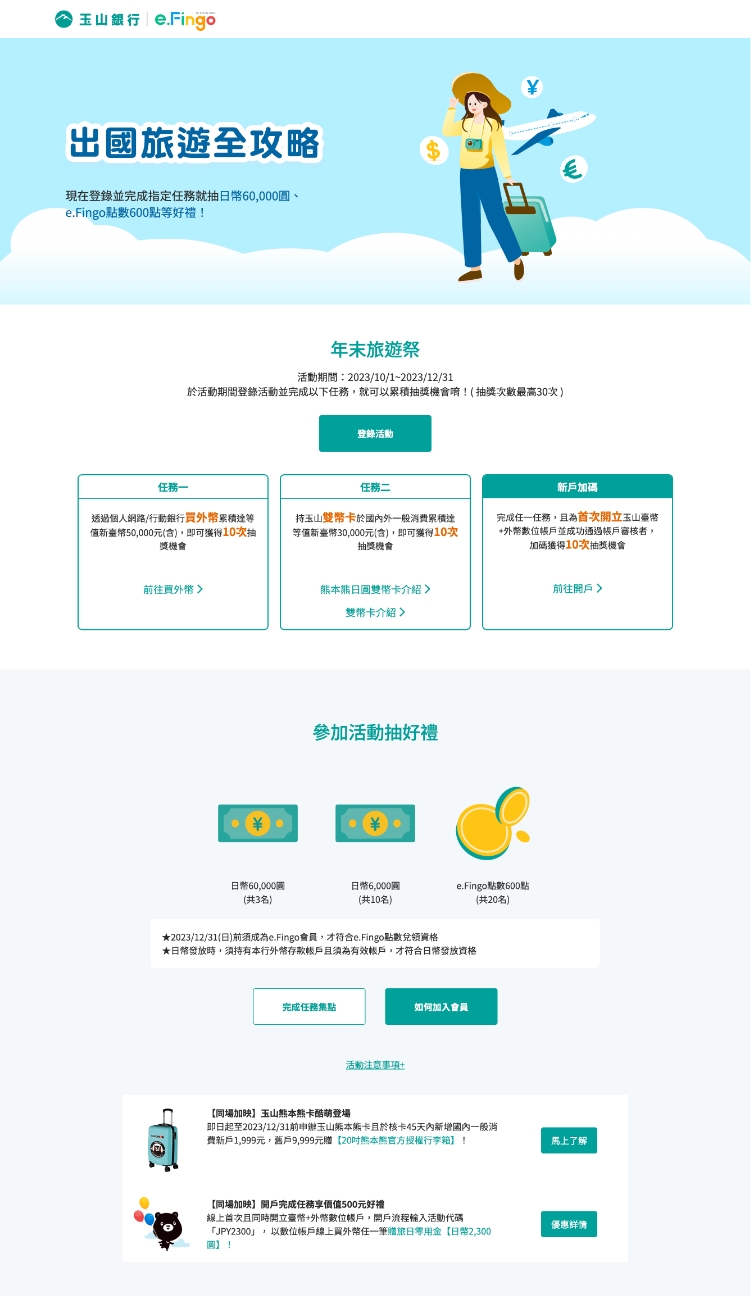 玉山銀行 e.Fingo
出國旅遊全攻略
現在登錄並完成指定任務就抽日幣60,000圓、
e.Fingo點數600點等好禮！
¥
$
€
年末旅遊祭
活動期間：2023/10/1~2023/12/31
於活動期間登錄活動並完成以下任務，就可以累積抽獎機會唷！( 抽獎次數最高30次 )
登錄活動
任務一
透過個人網路/行動銀行買外幣累積達等
值新臺幣50,000元(含)，即可獲得10次抽
獎機會
前往買外幣
任務二
持玉山雙幣卡於國內外一般消費累積達
等值新臺幣30,000元(含)，即可獲得10次
抽獎機會
熊本熊日圓雙幣卡介紹
雙幣卡介紹
新戶加碼
完成任一任務，且為首次開立玉山臺幣
+外幣數位帳戶並成功通過帳戶審核者，
加碼獲得10次抽獎機會
前往開戶
參加活動抽好禮
¥
¥
日幣60,000圓
(共3名)
日幣6,000圓
(共10名)
e.Fingo點數600點
(共20名)
★2023/12/31(日)前須成為e.Fingo會員，才符合e.Fingo點數兌領資格
★日幣發放時，須持有本行外幣存款帳戶且須為有效帳戶，才符合日幣發放資格
完成任務集點
如何加入會員
活動注意事項+
【同場加映】玉山熊本熊卡酷萌登場
即日起至2023/12/31前申辦玉山熊本熊卡且於核卡45天內新增國內一般消
費新戶1,999元，舊戶9,999元贈【20吋熊本熊官方授權行李箱】！
馬上了解
【同場加映】開戶完成任務享價值500元好禮
線上首次且同時開立臺幣+外幣數位帳戶，開戶流程輸入活動代碼
「JPY2300」， 以數位帳戶線上買外幣任一筆贈旅日零用金【日幣2,300
圓】！
優惠詳情